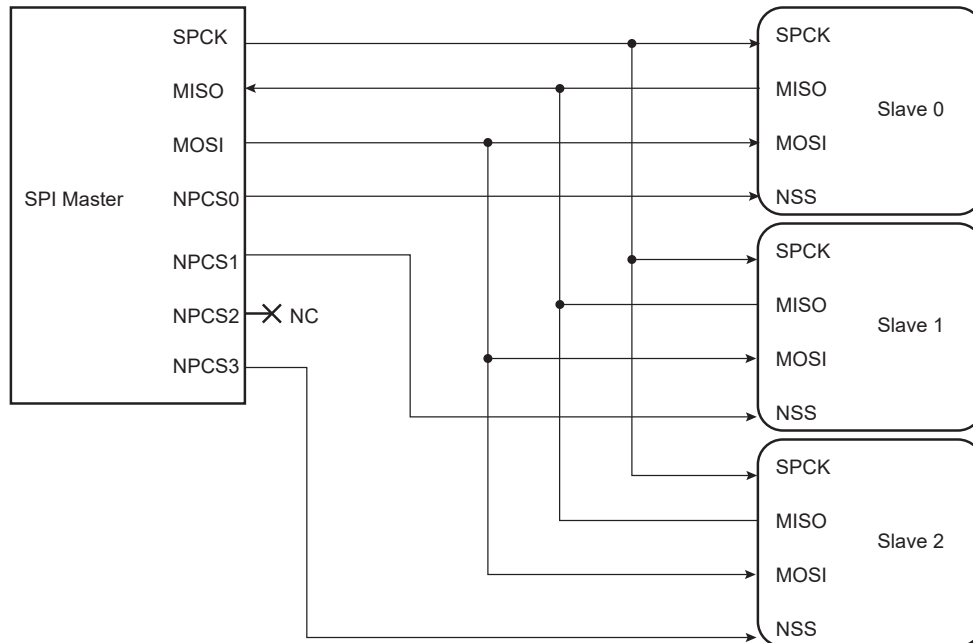 SPI Master
SPCK
MISO
MOSI
NPCS0
NPCS1
NPCS2
NC
NPCS3
SPCK
MISO
Slave 0
MOSI
NSS
SPCK
MISO
Slave 1
MOSI
NSS
SPCK
MISO
Slave 2
MOSI
NSS